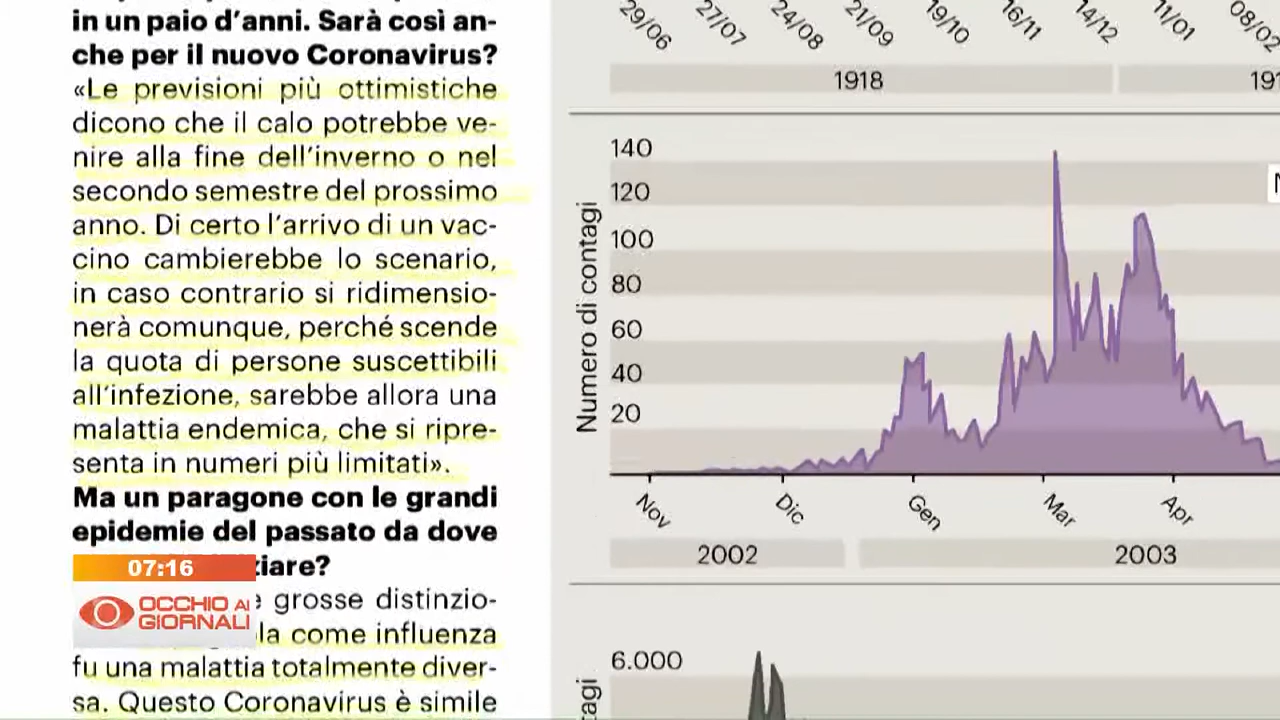 in un paio d'anni. Sarà così an-
che per il nuovo Coronavirus?
«Le previsioni più ottimistiche
dicono che il calo potrebbe ve-
nire alla fine dell'inverno o nel
secondo semestre del prossimo
anno. Di certo l'arrivo di un vac-
cino cambierebbe lo scenario,
in caso contrario si ridimensio-
nerà comunque, perché scende
la quota di persone suscettibili
all'infezione, sarebbe allora una
malattia endemica, che si ripre-
senta in numeri più limitati».
Ma un paragone con le grandi
epidemie del passato da dove
ziare?
e grosse distinzio-
la come influenza
fu una malattia totalmente diver-
sa. Questo Coronavirus è simile
07:16
OCCHIO AI
GIORNALI
29/06 27/07 24/08 21/09 19/10 16/11 14/12 11/01 08/02
1918 191
Numero di contagi
140
120
100
80
60
40
20
Nov Dic Gen Mar Apr
2002 2003
6.000
tagi